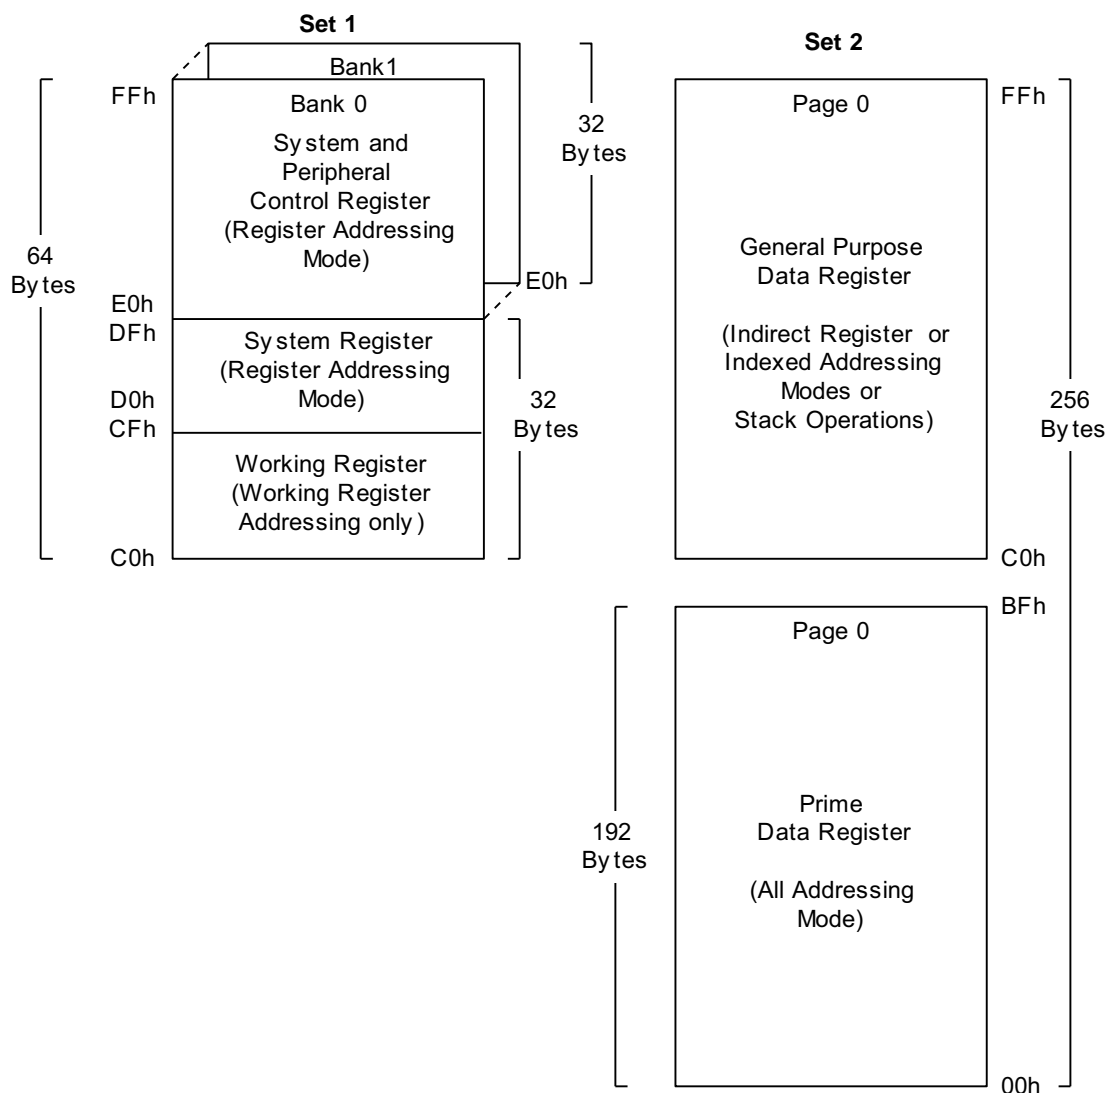 Set 1
Bank1
FFh
Bank 0
System and
Peripheral
Control Register
(Register Addressing
Mode)
32
Bytes
E0h
64
Bytes
E0h
DFh
System Register
(Register Addressing
Mode)
D0h
CFh
32
Bytes
Working Register
(Working Register
Addressing only)
C0h
Set 2
Page 0
FFh
General Purpose
Data Register
(Indirect Register or
Indexed Addressing
Modes or
Stack Operations)
256
Bytes
C0h
BFh
Page 0
192
Bytes
Prime
Data Register
(All Addressing
Mode)
00h